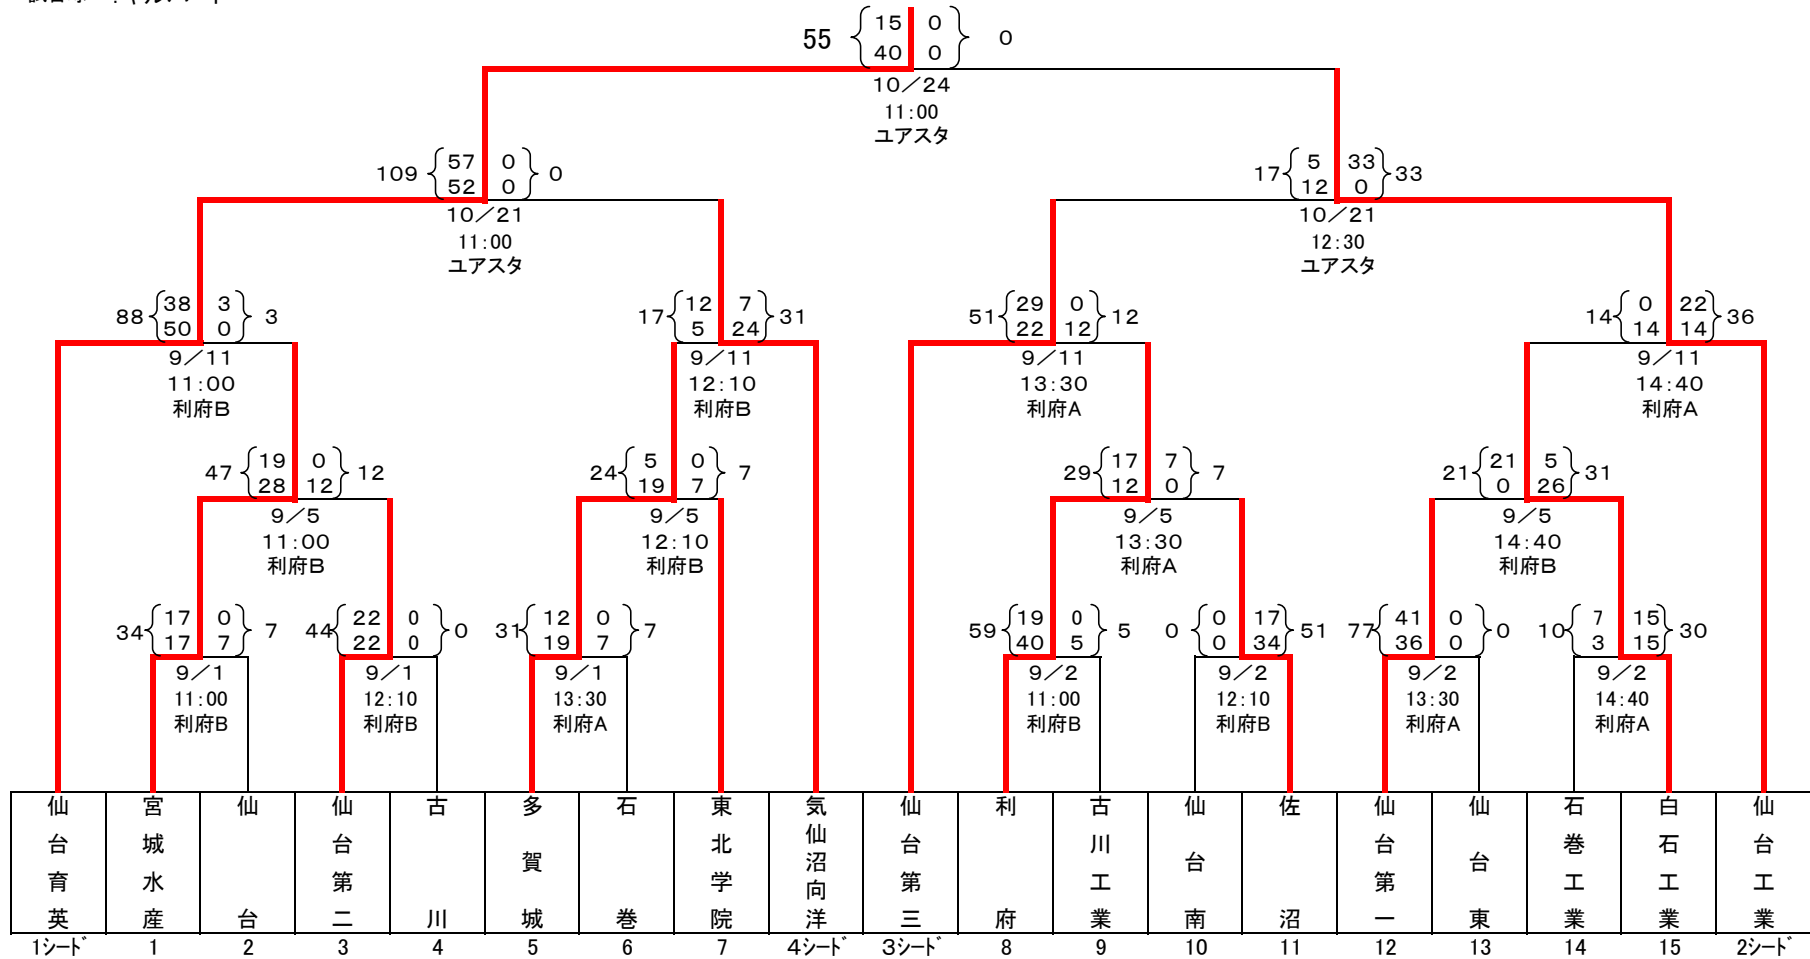 15 0
55 0
40 0
10/24
11:00
ユアスタ
57 0 5 33
109 0 17 33
52 0 12 0
10/21 10/21
11:00 12:30
ユアスタ ユアスタ
38 3 12 7 29 0 0 22
88 3 17 31 51 12 14 36
50 0 5 24 22 12 14 14
9/11 9/11 9/11 9/11
11:00 12:10 13:30 14:40
利府B 利府B 利府A 利府A
19 0 5 0 17 7 21 5
47 12 24 7 29 7 21 31
28 12 19 7 12 0 0 26
9/5 9/5 9/5 9/5
11:00 12:10 13:30 14:40
利府B 利府B 利府A 利府B
17 0 22 0 12 0 19 0 0 17 41 0 7 15
34 7 44 0 31 7 59 5 0 51 77 0 10 30
17 7 22 0 19 7 40 5 0 34 36 0 3 15
9/1 9/1 9/1 9/2 9/2 9/2 9/2
11:00 12:10 13:30 11:00 12:10 13:30 14:40
利府B 利府B 利府A 利府B 利府B 利府A 利府A
仙台育英
宮城水産
仙台
仙台第二
古川
多賀城
石巻
東北学院
気仙沼向洋
仙台第三
利府
古川工業
仙台南
佐沼
仙台第一
仙台東
石巻工業
白石工業
仙台工業
1シード 1 2 3 4 5 6 7 4シード 3シード 8 9 10 11 12 13 14 15 2シード